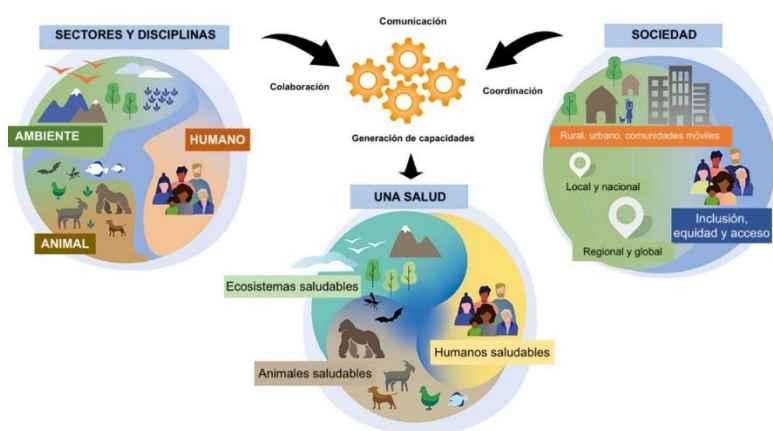 SECTORES Y DISCIPLINAS
AMBIENTE
HUMANO
ANIMAL
Comunicación
Colaboración
Coordinación
Generación de capacidades
SOCIEDAD
Rural, urbano, comunidades móviles
Local y nacional
Regional y global
Inclusión,
equidad y acceso
UNA SALUD
Ecosistemas saludables
Humanos saludables
Animales saludables